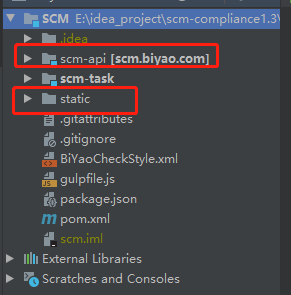 SCM E:\idea_project\scm-compliance1.3\
.idea
scm-api [scm.biyao.com]
scm-task
static
.gitattributes
.gitignore
BiYaoCheckStyle.xml
gulpfile.js
package.json
pom.xml
scm.iml
External Libraries
Scratches and Consoles